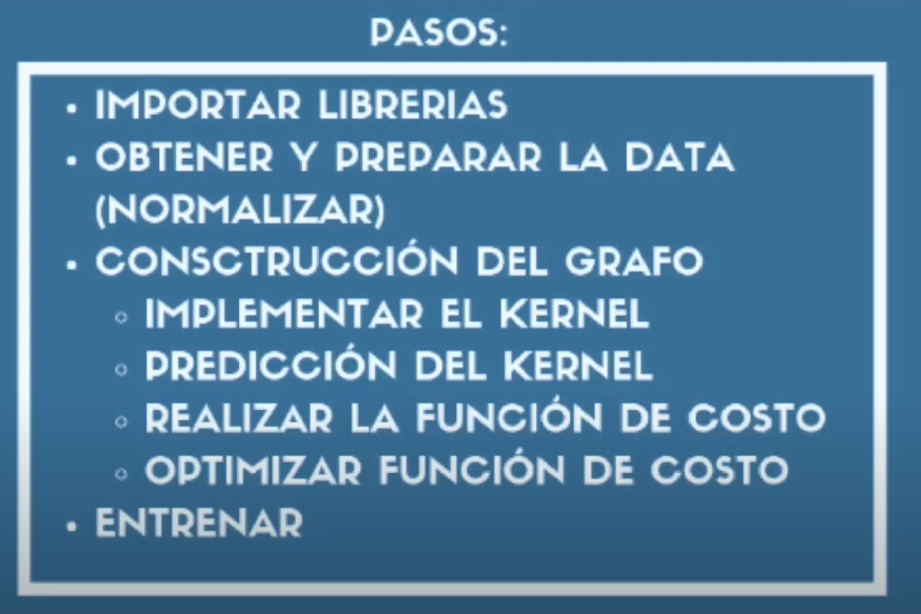 PASOS:
• IMPORTAR LIBRERIAS
• OBTENER Y PREPARAR LA DATA
(NORMALIZAR)
• CONSCTRUCCIÓN DEL GRAFO
◦ IMPLEMENTAR EL KERNEL
◦ PREDICCIÓN DEL KERNEL
◦ REALIZAR LA FUNCIÓN DE COSTO
◦ OPTIMIZAR FUNCIÓN DE COSTO
• ENTRENAR